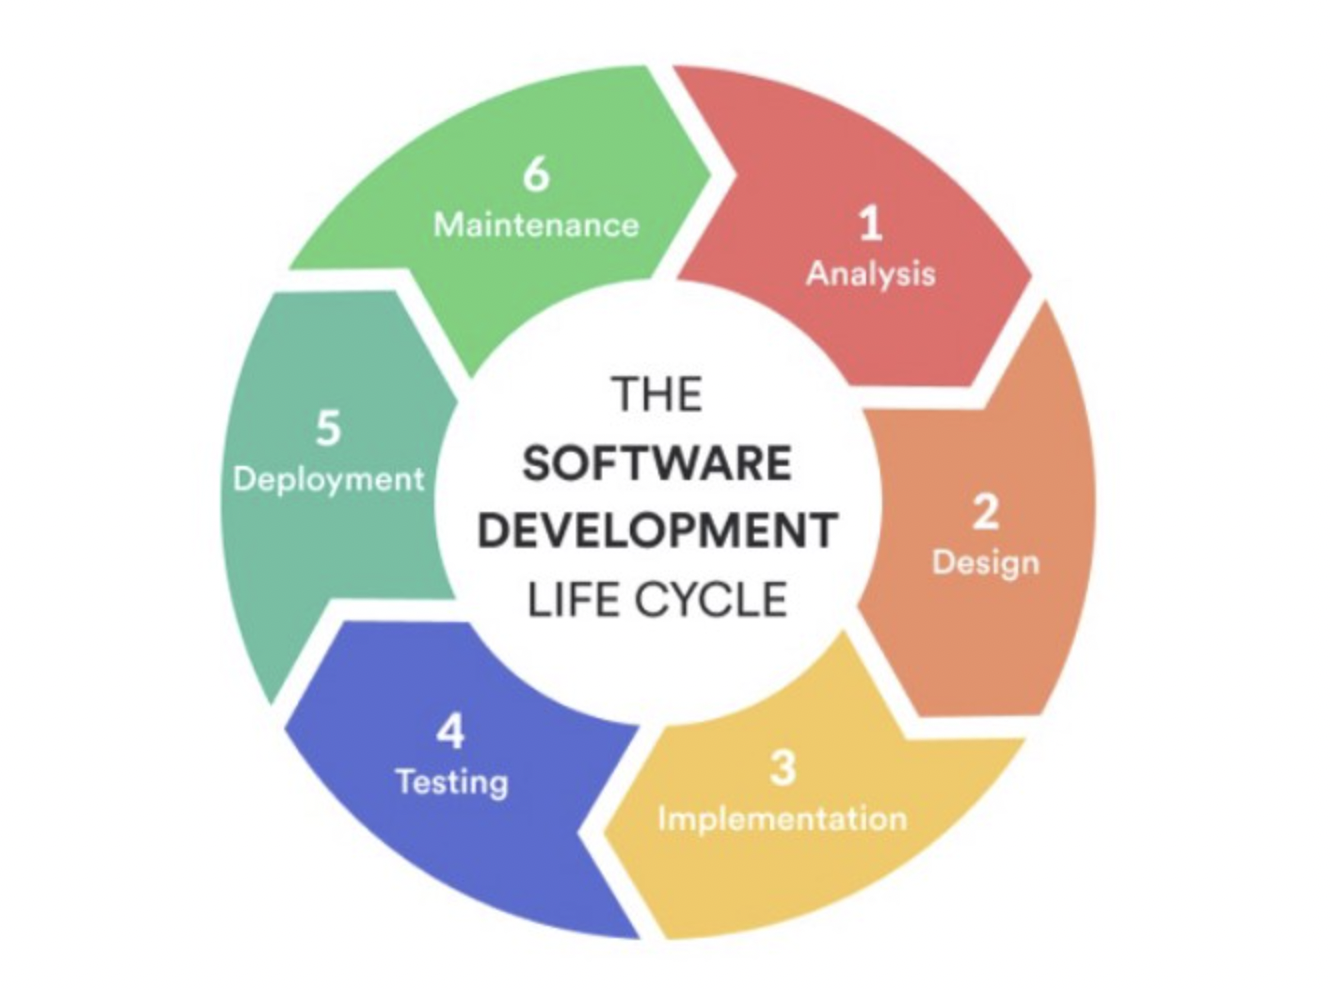 THE
SOFTWARE
DEVELOPMENT
LIFE CYCLE
1
Analysis
2
Design
3
Implementation
4
Testing
5
Deployment
6
Maintenance